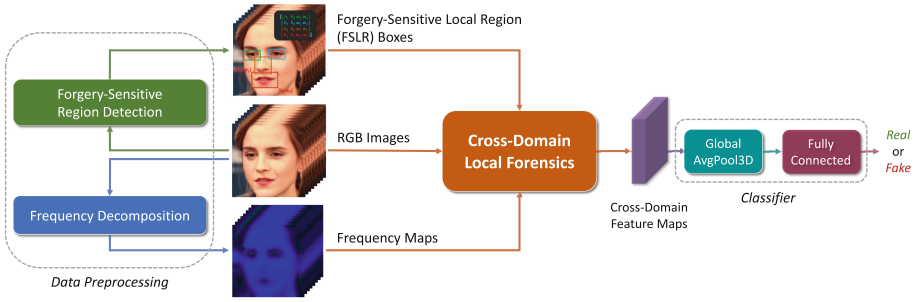 Forgery-Sensitive Local Region
(FSLR) Boxes
Forgery-Sensitive
Region Detection
RGB Images
Cross-Domain
Local Forensics
Global
AvgPool3D
Fully
Connected
Real
or
Fake
Classifier
Frequency Decomposition
Cross-Domain
Feature Maps
Frequency Maps
Data Preprocessing